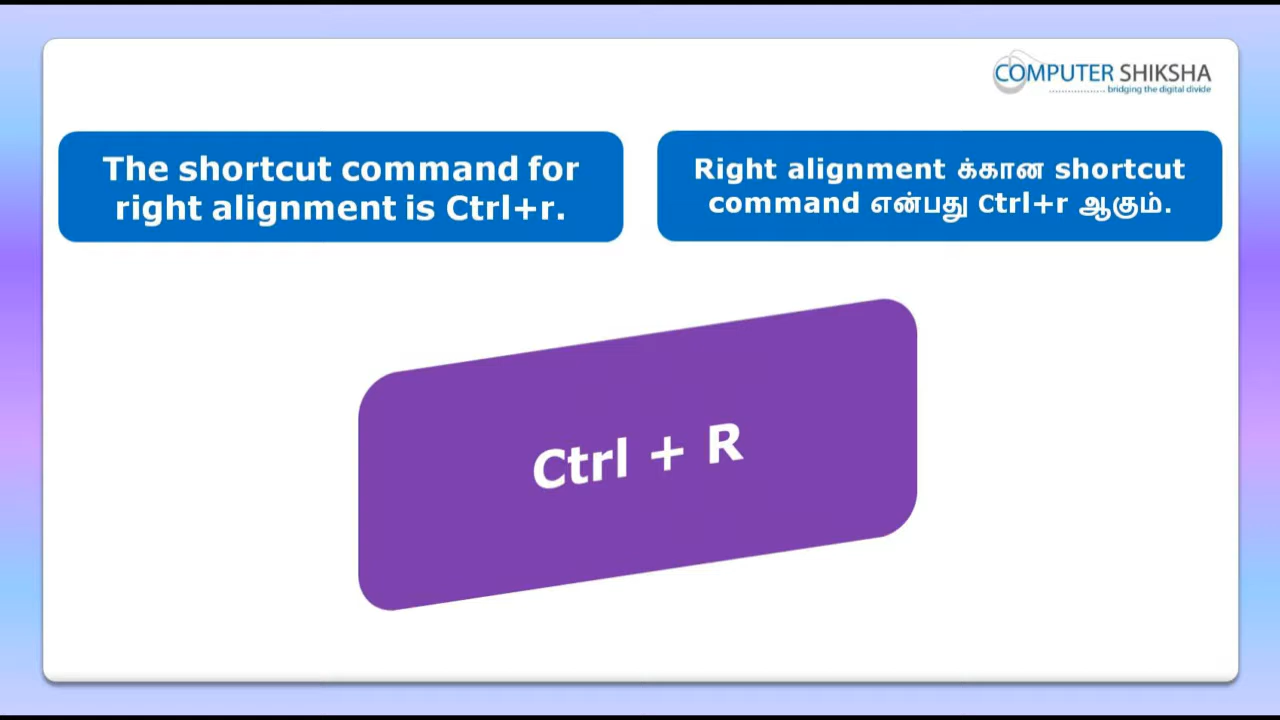 COMPUTER SHIKSHA
bridging the digital divide
The shortcut command for
right alignment is Ctrl+r.
Right alignment க்கான shortcut
command என்பது Ctrl+r ஆகும்.
Ctrl + R